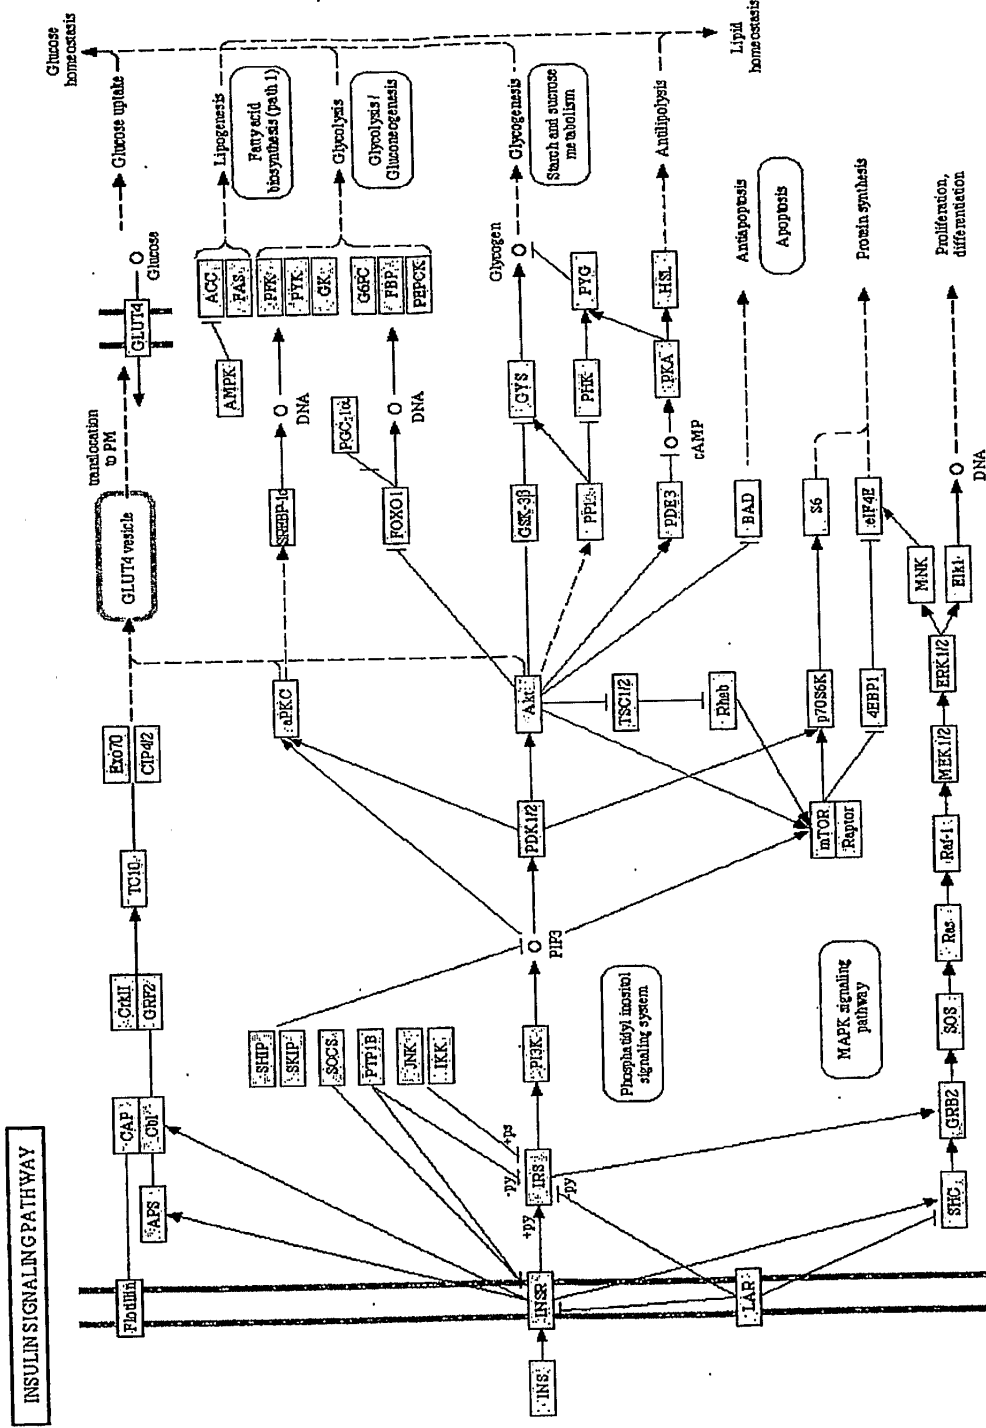 INSULIN SIGNALING PATHWAY
Flotillin
APS
CAP
Cbl
CrkII
GRF2
TC10
Exo70
CIP4/2
GLUT4 vesicle
translocation
to PM
GLUT4
Glucose
Glucose uptake
Glucose
homeostasis
SHIP
SKIP
SOCS
PTP1B
JNK
IKK
aPKC
SREBP-1c
DNA
AMPK
ACC
FAS
Lipogenesis
Fatty acid
biosynthesis (path 1)
PFK
PYK
GK
Glycolysis
Glycolysis /
Gluconeogenesis
PGC-1α
FOXO1
DNA
G6PC
FBP
PEPCK
INS
INSR
+py
-py
+ps
IRS
-py
PI3K
PIP3
PDK1/2
Akt
GSK-3β
GYS
Glycogen
Glycogenesis
Starch and sucrose
metabolism
PP1
PHK
PYG
Phosphatidyl inositol
signaling system
TSC1/2
Rheb
PDE3
cAMP
PKA
HSL
Antilipolysis
Lipid
homeostasis
LAR
BAD
Antiapoptosis
Apoptosis
mTOR
Raptor
p70S6K
S6
4EBP1
eIF4E
Protein synthesis
MAPK signaling
pathway
SHC
GRB2
SOS
Ras
Raf-1
MEK1/2
ERK1/2
MNK
Elk1
DNA
Proliferation,
differentiation